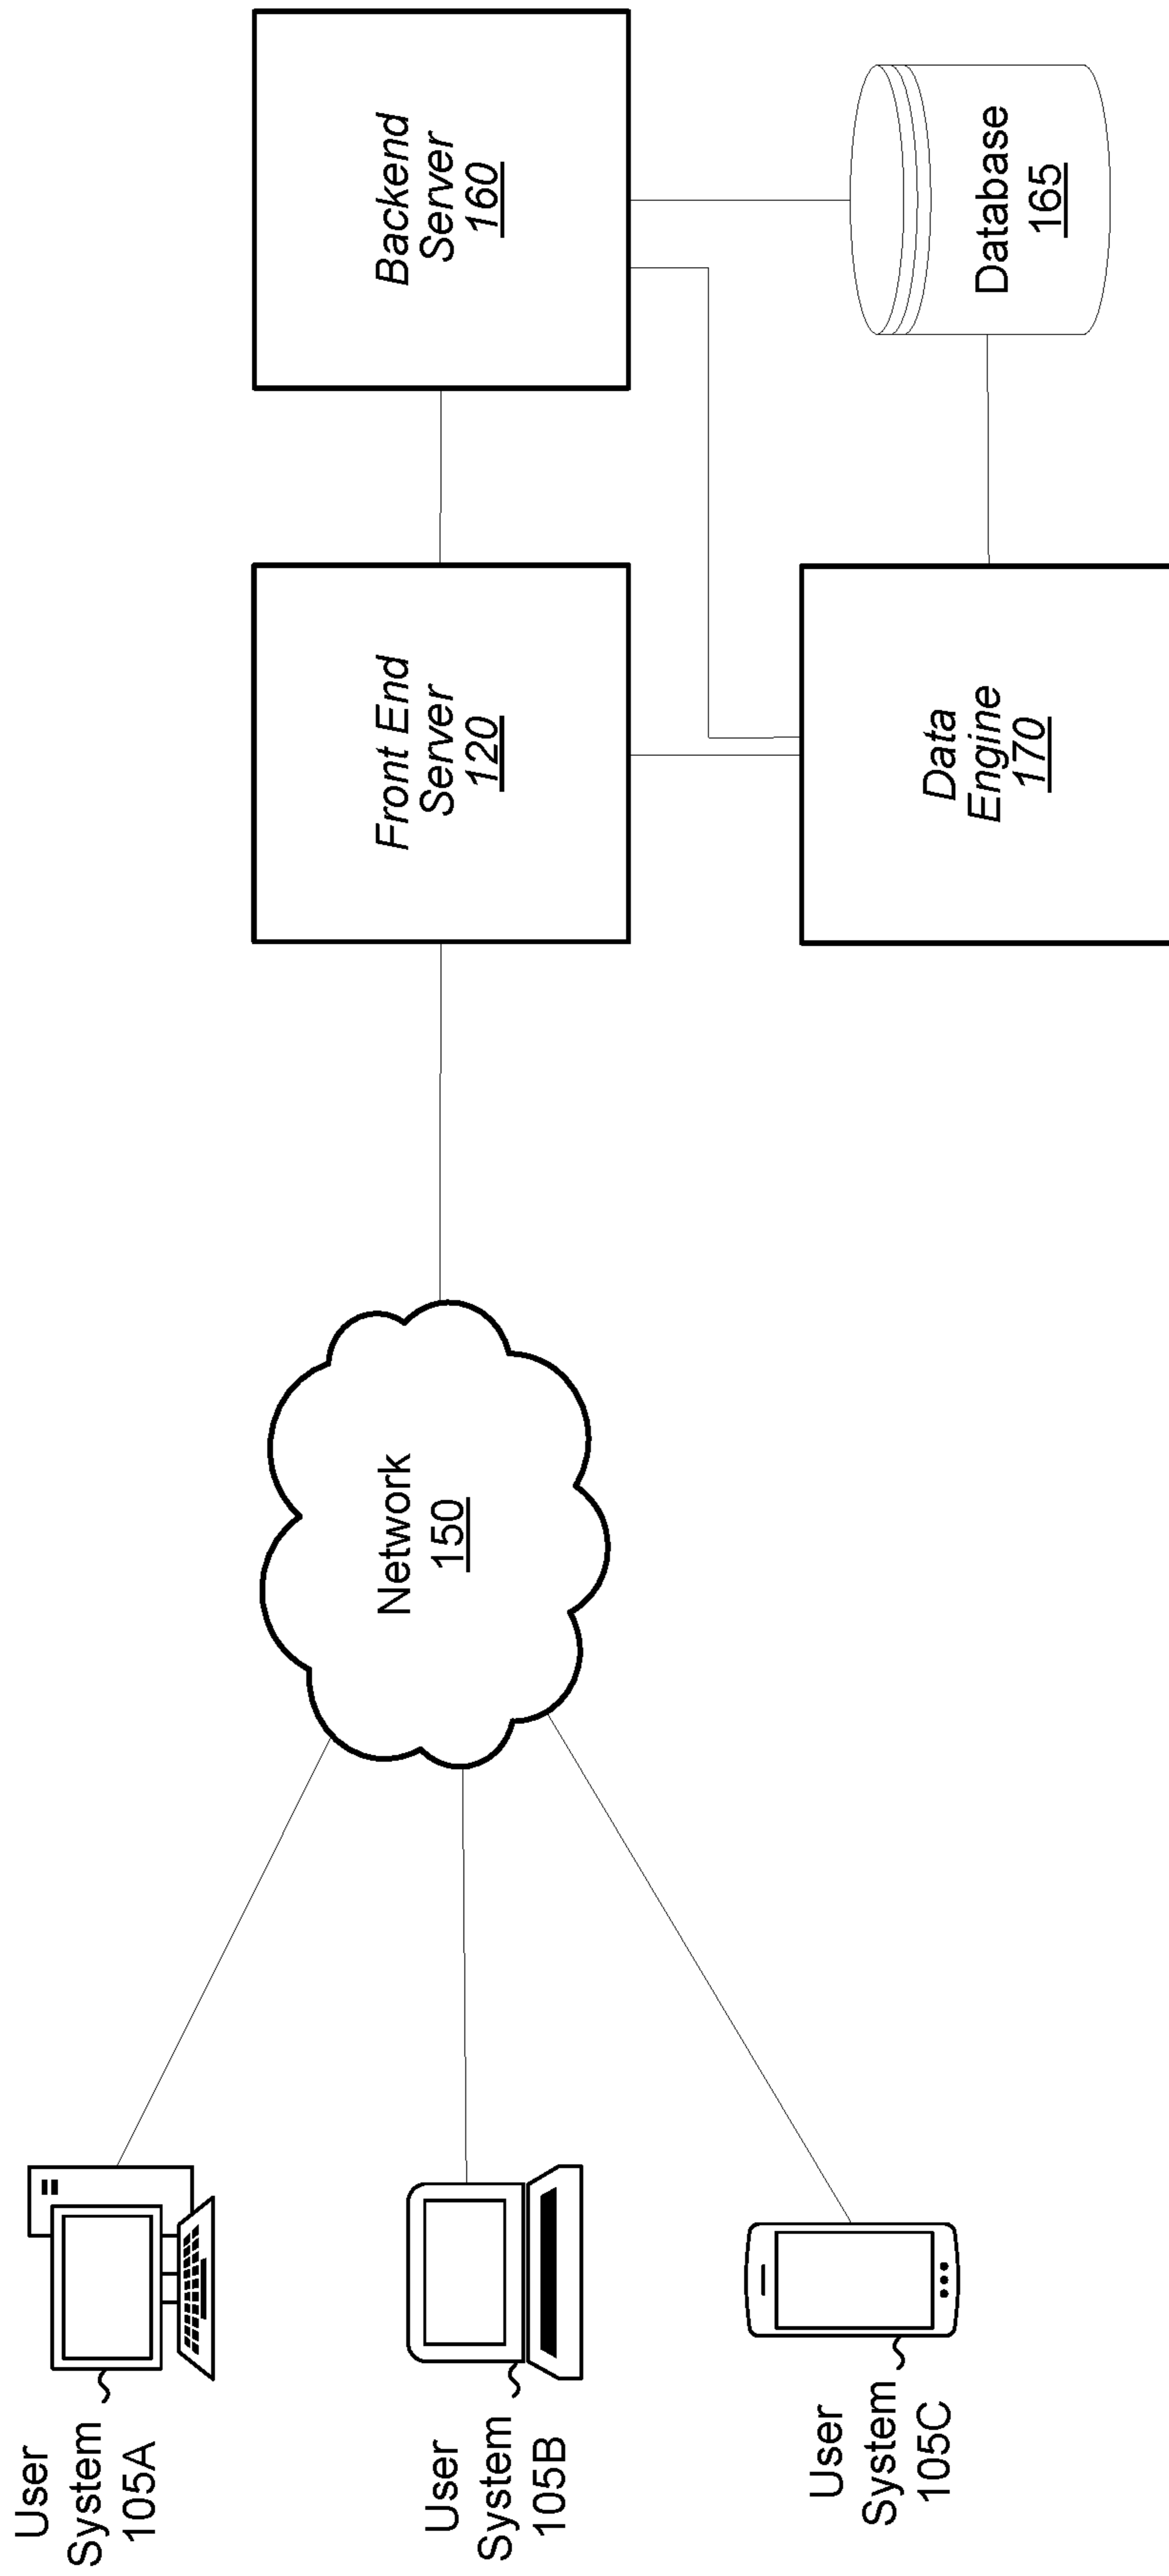 User
System
105A
User
System
105B
User
System
105C
Network
150
Front End
Server
120
Backend
Server
160
Data
Engine
170
Database
165